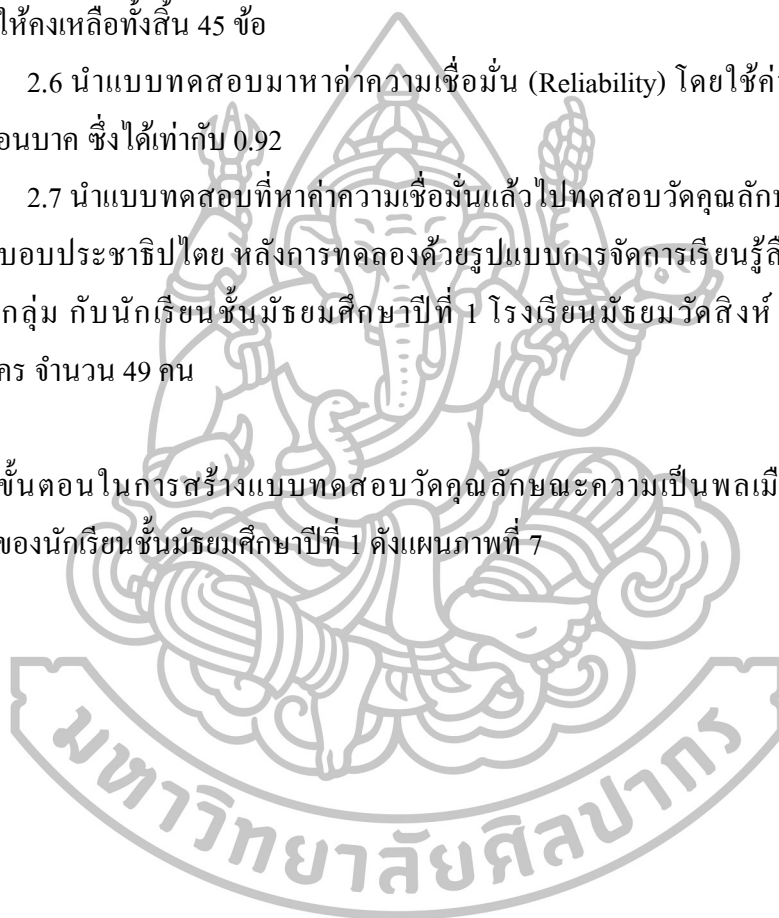 ให้คงเหลือทั้งสิ้น 45 ข้อ
2.6 นำแบบทดสอบมาหาค่าความเชื่อมั่น (Reliability) โดยใช้ค่
อนบาค ซึ่งได้เท่ากับ 0.92
2.7 นำแบบทดสอบที่หาค่าความเชื่อมั่นแล้วไปทดสอบวัดคุณลักษ
บอบประชาธิปไตย หลังการทดลองด้วยรูปแบบการจัดการเรียนรู้สื
กลุ่ม กับนักเรียนชั้นมัธยมศึกษาปีที่ 1 โรงเรียนมัธยมวัดสิงห์
คร จำนวน 49 คน
ขั้นตอนในการสร้างแบบทดสอบวัดคุณลักษณะความเป็นพลเมือ
ของนักเรียนชั้นมัธยมศึกษาปีที่ 1 ดังแผนภาพที่ 7
มหาวิทยาลัยศิลปากร